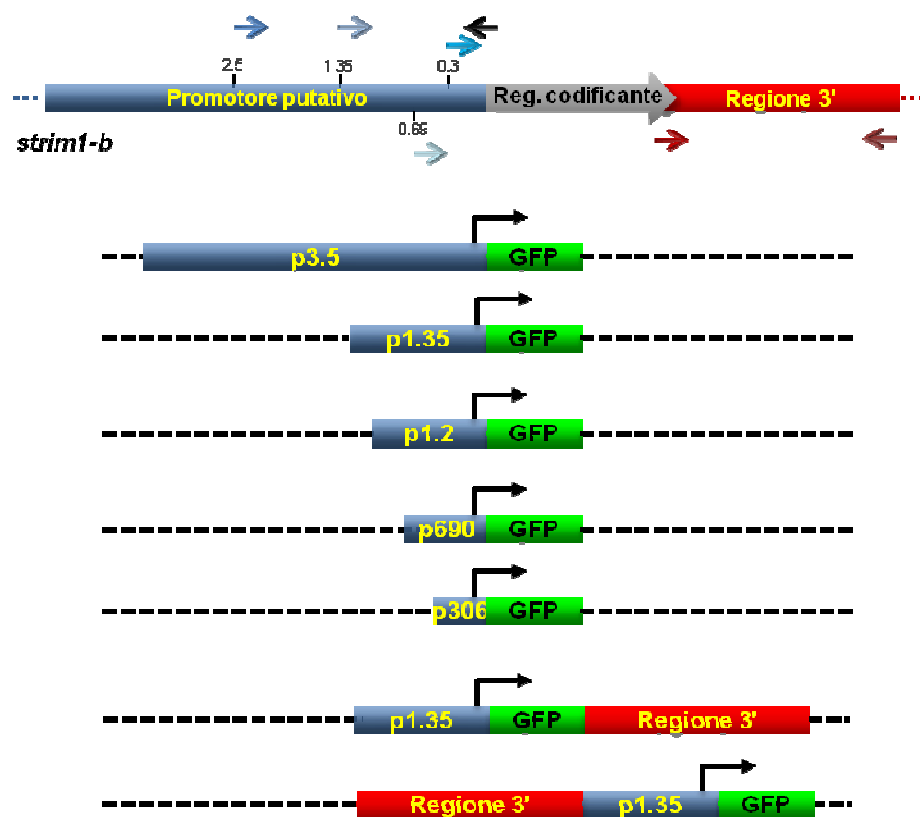 2.5 1.35 0.3
Promotore putativo Reg. codificante Regione 3'
0.69
strim1-b
p3.5 GFP
p1.35 GFP
p1.2 GFP
p690 GFP
p306 GFP
p1.35 GFP Regione 3'
Regione 3' p1.35 GFP